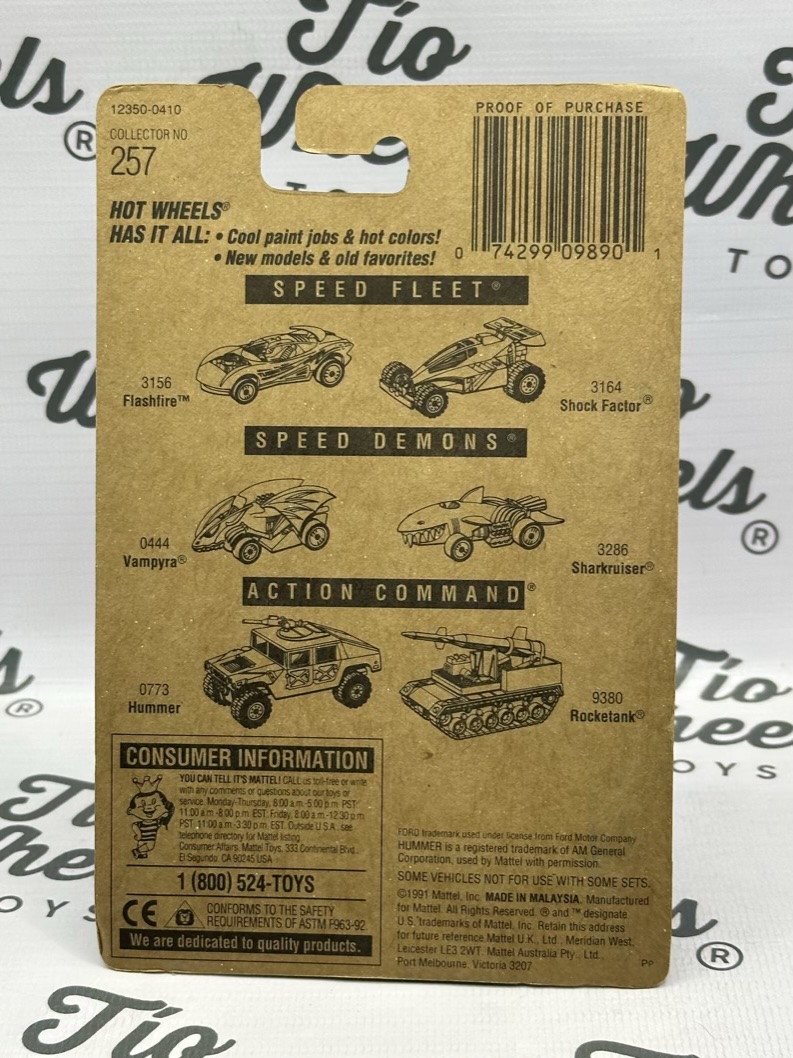 12350-0410
COLLECTOR NO
257
PROOF OF PURCHASE
0 74299 09890 1
HOT WHEELS®
HAS IT ALL: • Cool paint jobs & hot colors!
• New models & old favorites!
SPEED FLEET®
3156
Flashfire™
3164
Shock Factor®
SPEED DEMONS®
0444
Vampyra®
3286
Sharkruiser®
ACTION COMMAND®
0773
Hummer
9380
Rocketank®
CONSUMER INFORMATION
YOU CAN TELL IT'S MATTEL! CALL us toll-free or write
with any comments or questions about our toys or
service. Monday-Thursday, 8:00 a.m.-5:00 p.m. PST;
11:00 a.m.-8:00 p.m. EST; Friday, 8:00 a.m.-12:30 p.m.
PST; 11:00 a.m.-3:30 p.m. EST. Outside U.S.A., see
telephone directory for Mattel listing.
Consumer Affairs, Mattel Toys, 333 Continental Blvd.,
El Segundo, CA 90245 USA
1 (800) 524-TOYS
CE CONFORMS TO THE SAFETY
REQUIREMENTS OF ASTM F963-92
We are dedicated to quality products.
FORD trademark used under license from Ford Motor Company
HUMMER is a registered trademark of AM General
Corporation, used by Mattel with permission.
SOME VEHICLES NOT FOR USE WITH SOME SETS.
©1991 Mattel, Inc. MADE IN MALAYSIA. Manufactured
for Mattel. All Rights Reserved. ® and ™ designate
U.S. trademarks of Mattel, Inc. Retain this address
for future reference: Mattel U.K., Ltd., Meridian West,
Leicester LE3 2WT. Mattel Australia Pty., Ltd.,
Port Melbourne, Victoria 3207. PP
Tío
Wheels
TOYS
®